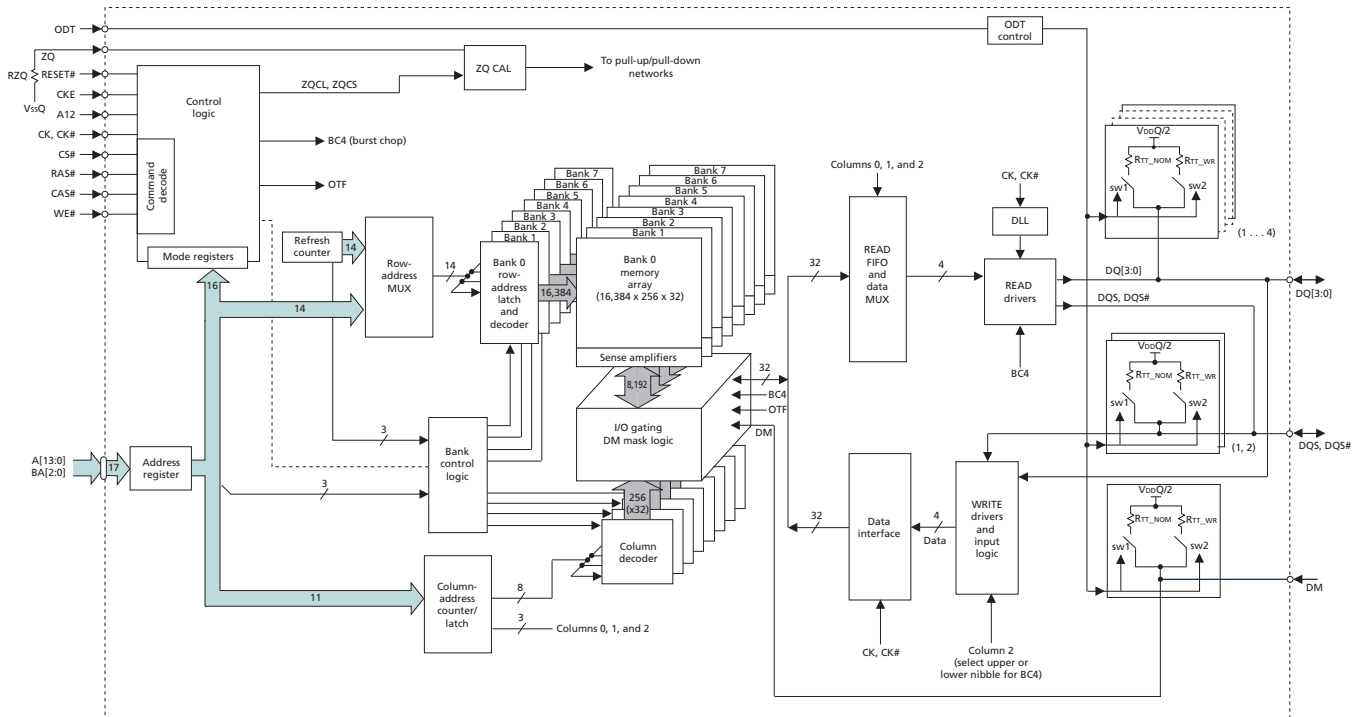 ODT
ODT
control
ZQ
RZQ
VssQ
RESET#
CKE
A12
CK, CK#
CS#
RAS#
CAS#
WE#
Control
logic
Command
decode
Mode registers
ZQCL, ZQCS
ZQ CAL
To pull-up/pull-down
networks
BC4 (burst chop)
OTF
Refresh
counter
14
Row-
address
MUX
14
16
14
Bank 7
Bank 6
Bank 5
Bank 4
Bank 3
Bank 2
Bank 1
Bank 0
row-
address
latch
and
decoder
16,384
Bank 7
Bank 6
Bank 5
Bank 4
Bank 3
Bank 2
Bank 1
Bank 0
memory
array
(16,384 x 256 x 32)
Sense amplifiers
8,192
I/O gating
DM mask logic
32
BC4
OTF
DM
256
(x32)
Column
decoder
A[13:0]
BA[2:0]
17
Address
register
3
3
Bank
control
logic
11
Column-
address
counter/
latch
8
3
Columns 0, 1, and 2
Columns 0, 1, and 2
32
READ
FIFO
and
data
MUX
4
CK, CK#
DLL
READ
drivers
BC4
DQ[3:0]
DQS, DQS#
32
Data
interface
CK, CK#
4
Data
WRITE
drivers
and
input
logic
Column 2
(select upper or
lower nibble for BC4)
VDDQ/2
RTT_NOM
RTT_WR
sw1
sw2
(1 . . . 4)
DQ[3:0]
VDDQ/2
RTT_NOM
RTT_WR
sw1
sw2
(1, 2)
DQS, DQS#
VDDQ/2
RTT_NOM
RTT_WR
sw1
sw2
DM